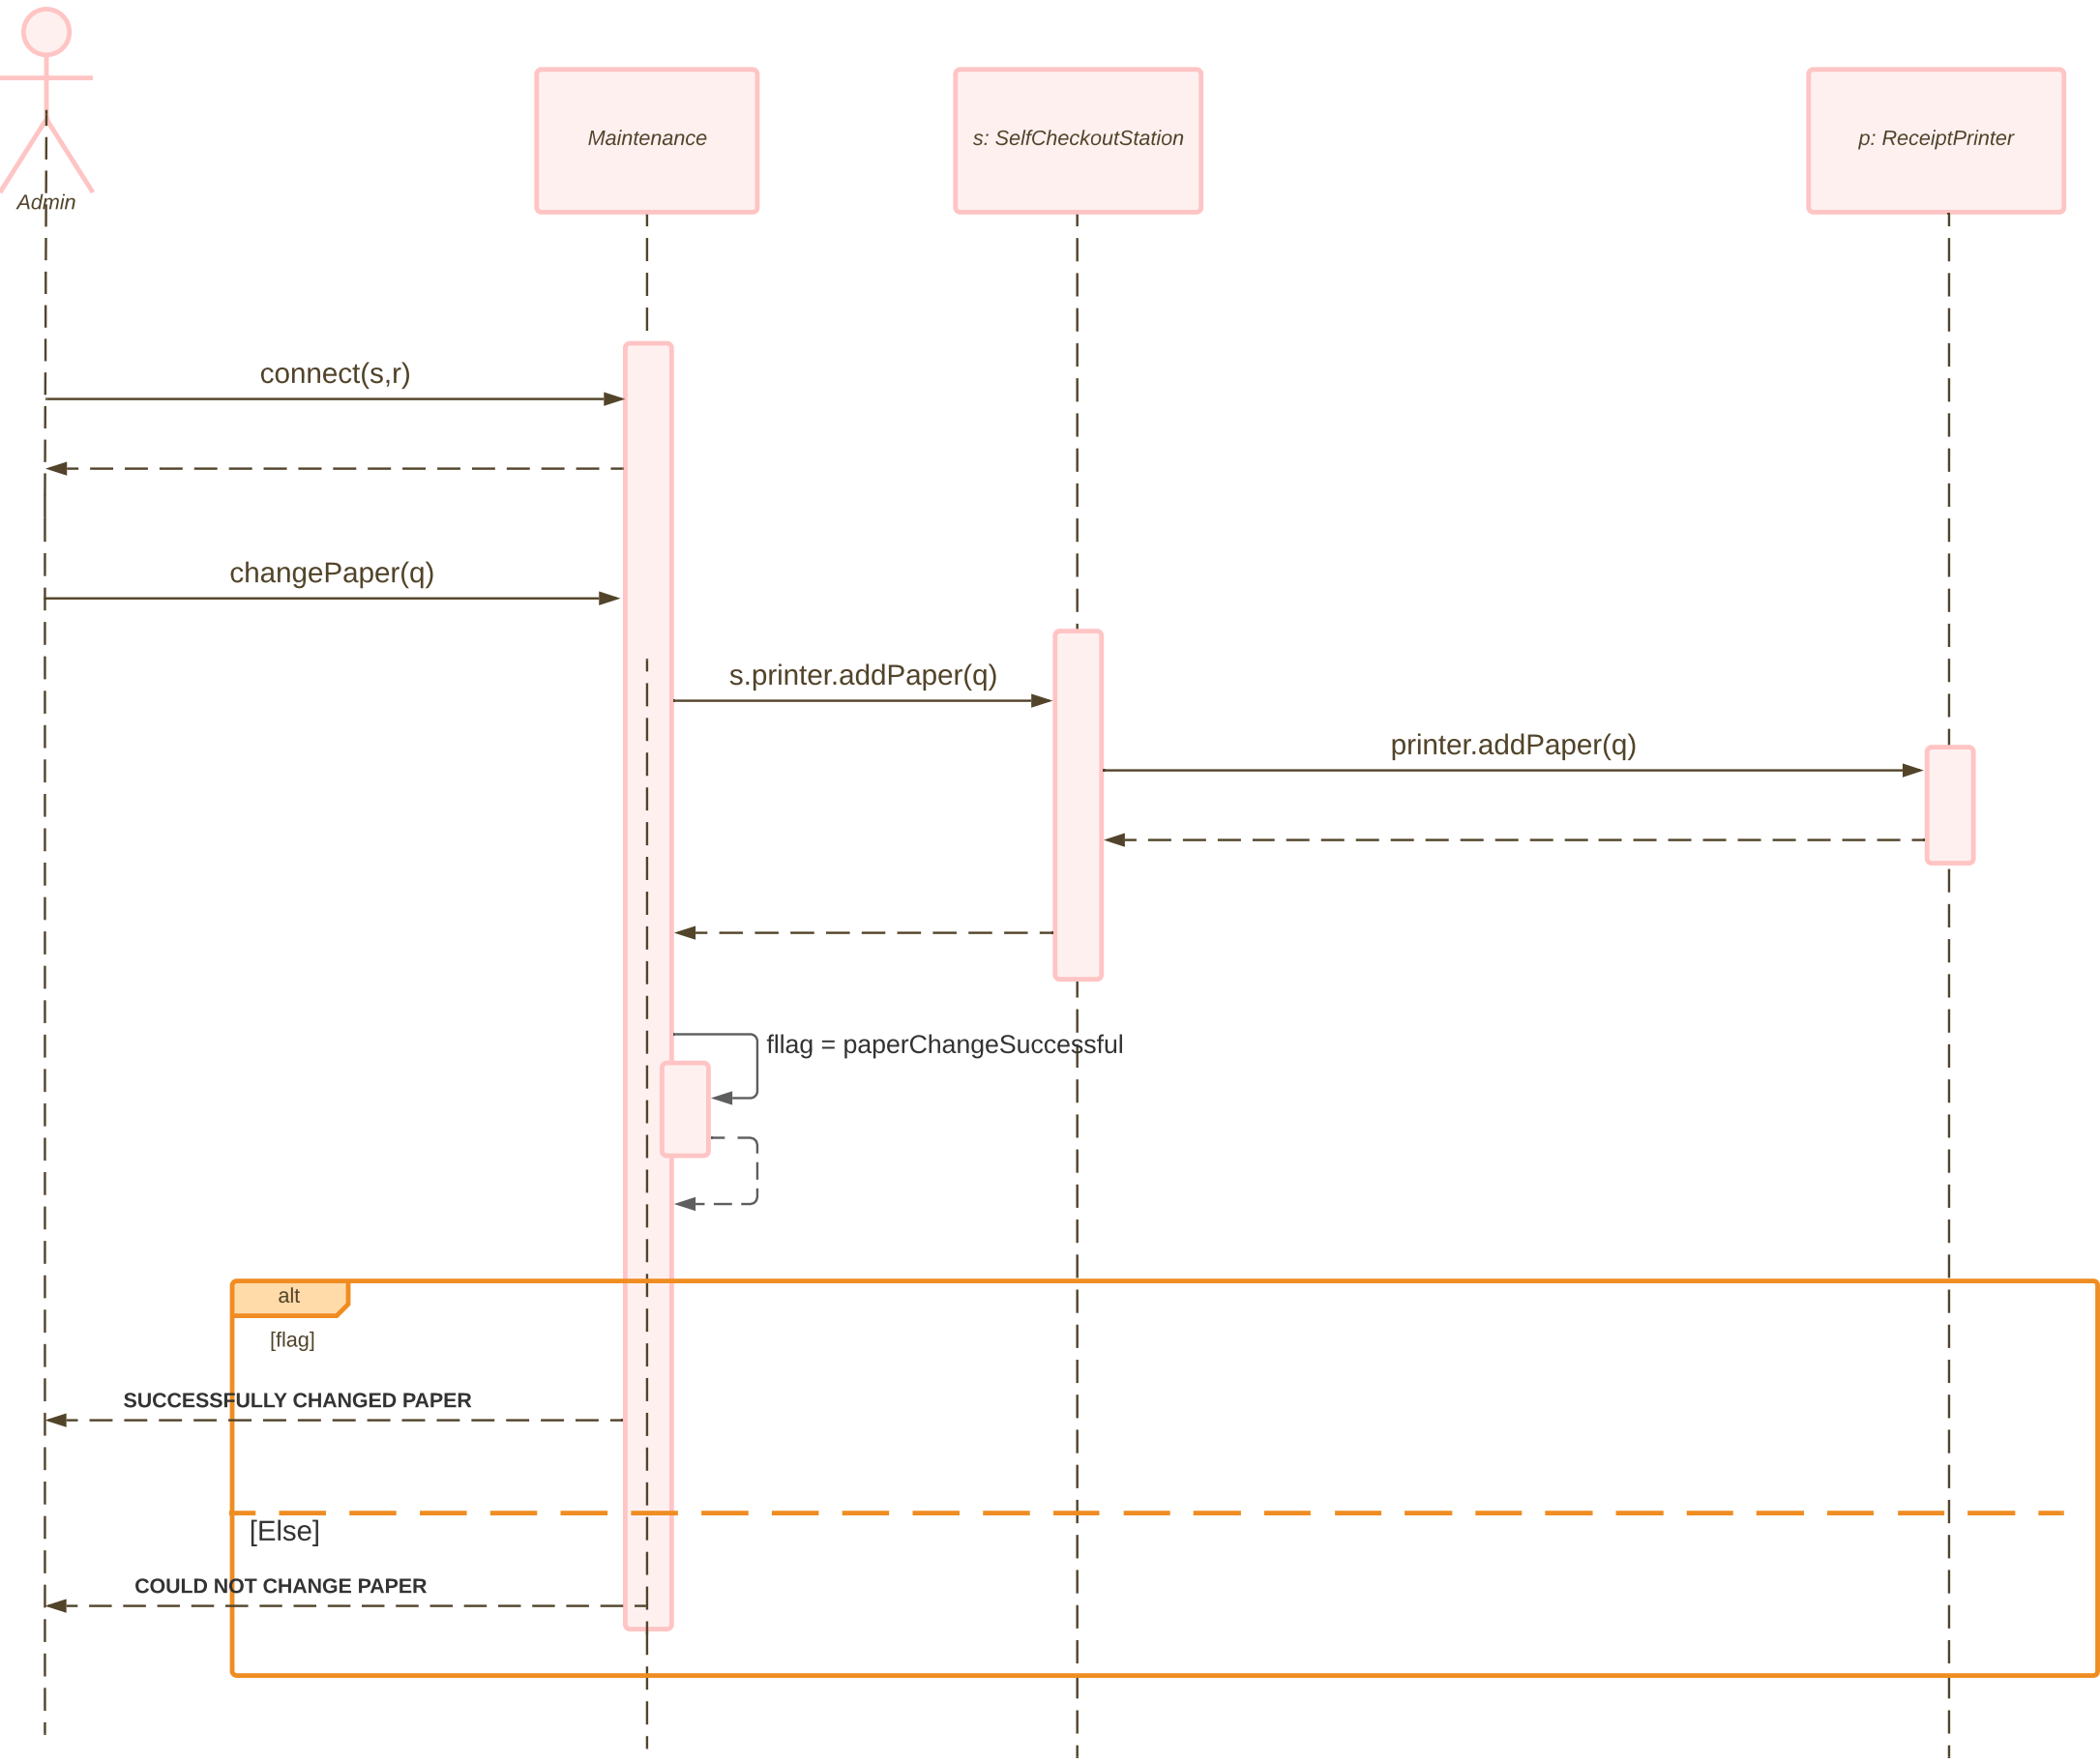 Admin
Maintenance
s: SelfCheckoutStation
p: ReceiptPrinter
connect(s,r)
changePaper(q)
s.printer.addPaper(q)
printer.addPaper(q)
fllag = paperChangeSuccessful
alt
[flag]
SUCCESSFULLY CHANGED PAPER
[Else]
COULD NOT CHANGE PAPER